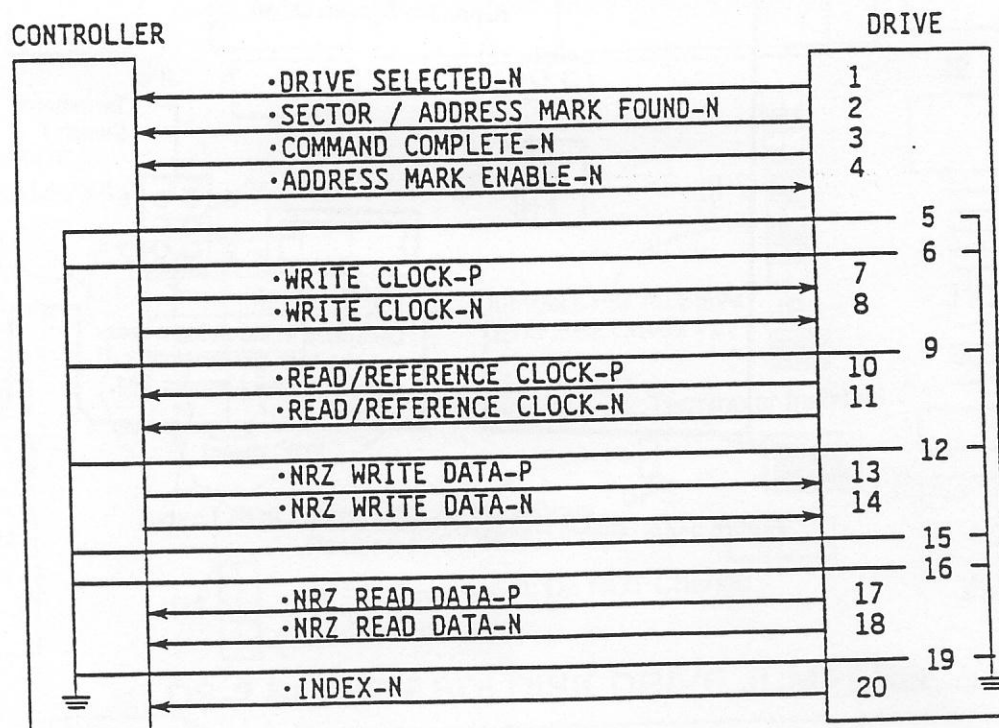 CONTROLLER
DRIVE
·DRIVE SELECTED-N 1
·SECTOR / ADDRESS MARK FOUND-N 2
·COMMAND COMPLETE-N 3
·ADDRESS MARK ENABLE-N 4
5
6
·WRITE CLOCK-P 7
·WRITE CLOCK-N 8
9
·READ/REFERENCE CLOCK-P 10
·READ/REFERENCE CLOCK-N 11
12
·NRZ WRITE DATA-P 13
·NRZ WRITE DATA-N 14
15
16
·NRZ READ DATA-P 17
·NRZ READ DATA-N 18
19
·INDEX-N 20